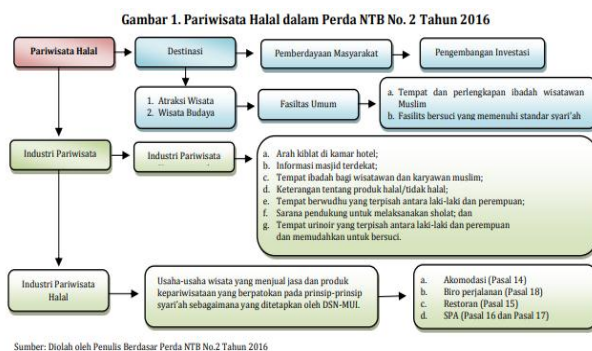 Gambar 1. Pariwisata Halal dalam Perda NTB No. 2 Tahun 2016
Pariwisata Halal
Destinasi
Pemberdayaan Masyarakat
Pengembangan Investasi
1. Atraksi Wisata
2. Wisata Budaya
Fasiltas Umum
a. Tempat dan perlengkapan ibadah wisatawan
Muslim
b. Fasilits bersuci yang memenuhi standar syari'ah
Industri Pariwisata
Industri Pariwisata
a. Arah kiblat di kamar hotel;
b. Informasi masjid terdekat;
c. Tempat ibadah bagi wisatawan dan karyawan muslim;
d. Keterangan tentang produk halal/tidak halal;
e. Tempat berwudhu yang terpisah antara laki-laki dan perempuan;
f. Sarana pendukung untuk melaksanakan sholat; dan
g. Tempat urinoir yang terpisah antara laki-laki dan perempuan
dan memudahkan untuk bersuci.
Industri Pariwisata
Halal
Usaha-usaha wisata yang menjual jasa dan produk
kepariwisataan yang berpatokan pada prinsip-prinsip
syari'ah sebagaimana yang ditetapkan oleh DSN-MUI.
a. Akomodasi (Pasal 14)
b. Biro perjalanan (Pasal 18)
c. Restoran (Pasal 15)
d. SPA (Pasal 16 dan Pasal 17)
Sumber: Diolah oleh Penulis Berdasar Perda NTB No.2 Tahun 2016